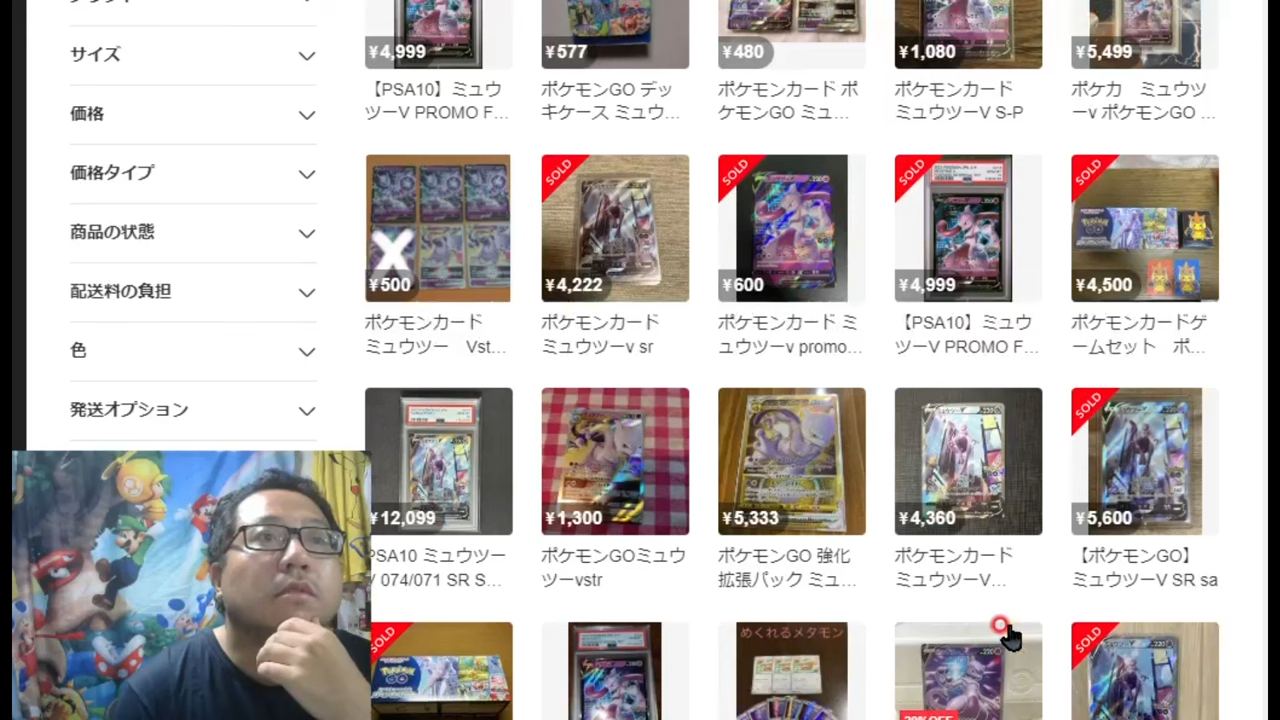 ¥4,999
¥577
¥480
¥1,080
¥5,499
サイズ
【PSA10】ミュウ
ツーV PROMO F...
ポケモンGO デッ
キケース ミュウ...
ポケモンカード ポ
ケモンGO ミュ...
ポケモンカード
ミュウツーV S-P
ポケカ ミュウツ
ーv ポケモンGO ...
価格
価格タイプ
商品の状態
配送料の負担
色
発送オプション
X
¥500
SOLD
¥4,222
SOLD
¥600
SOLD
¥4,999
SOLD
¥4,500
ポケモンカード
ミュウツー Vst...
ポケモンカード
ミュウツーv sr
ポケモンカード ミ
ュウツーv promo...
【PSA10】ミュウ
ツーV PROMO F...
ポケモンカードゲ
ームセット ポ...
¥12,099
¥1,300
¥5,333
¥4,360
SOLD
¥5,600
PSA10 ミュウツー
074/071 SR S...
ポケモンGOミュウ
ツーvstr
ポケモンGO 強化
拡張パック ミュ...
ポケモンカード
ミュウツーV...
【ポケモンGO】
ミュウツーV SR sa
SOLD
めくれるメタモン
20% OFF
SOLD